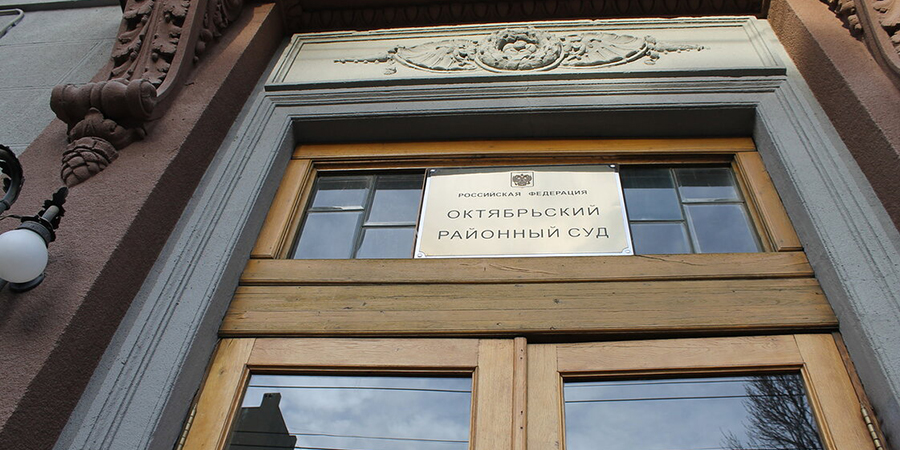 РОССИЙСКАЯ ФЕДЕРАЦИЯ
ОКТЯБРЬСКИЙ
РАЙОННЫЙ СУД